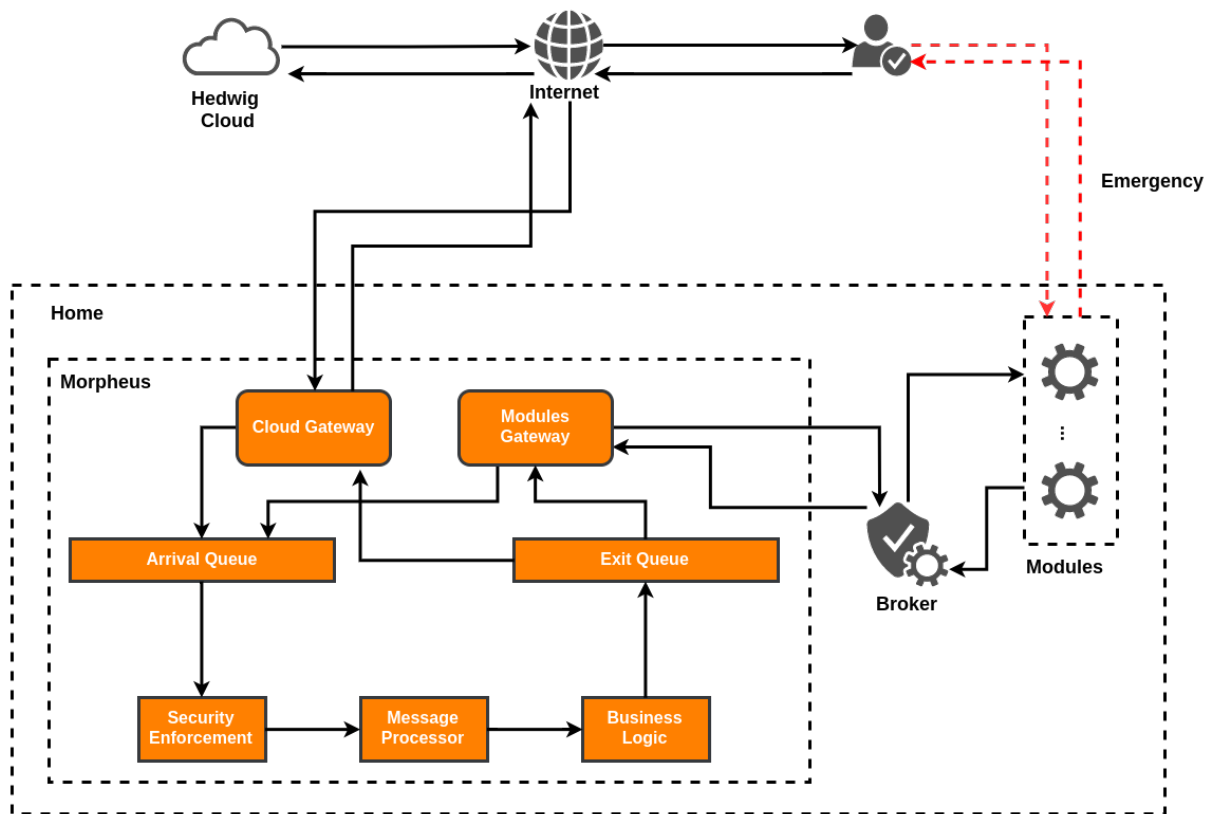 Hedwig
Cloud
Internet
Emergency
Home
Morpheus
Cloud Gateway
Modules
Gateway
Arrival Queue
Exit Queue
Broker
Modules
Security
Enforcement
Message
Processor
Business
Logic